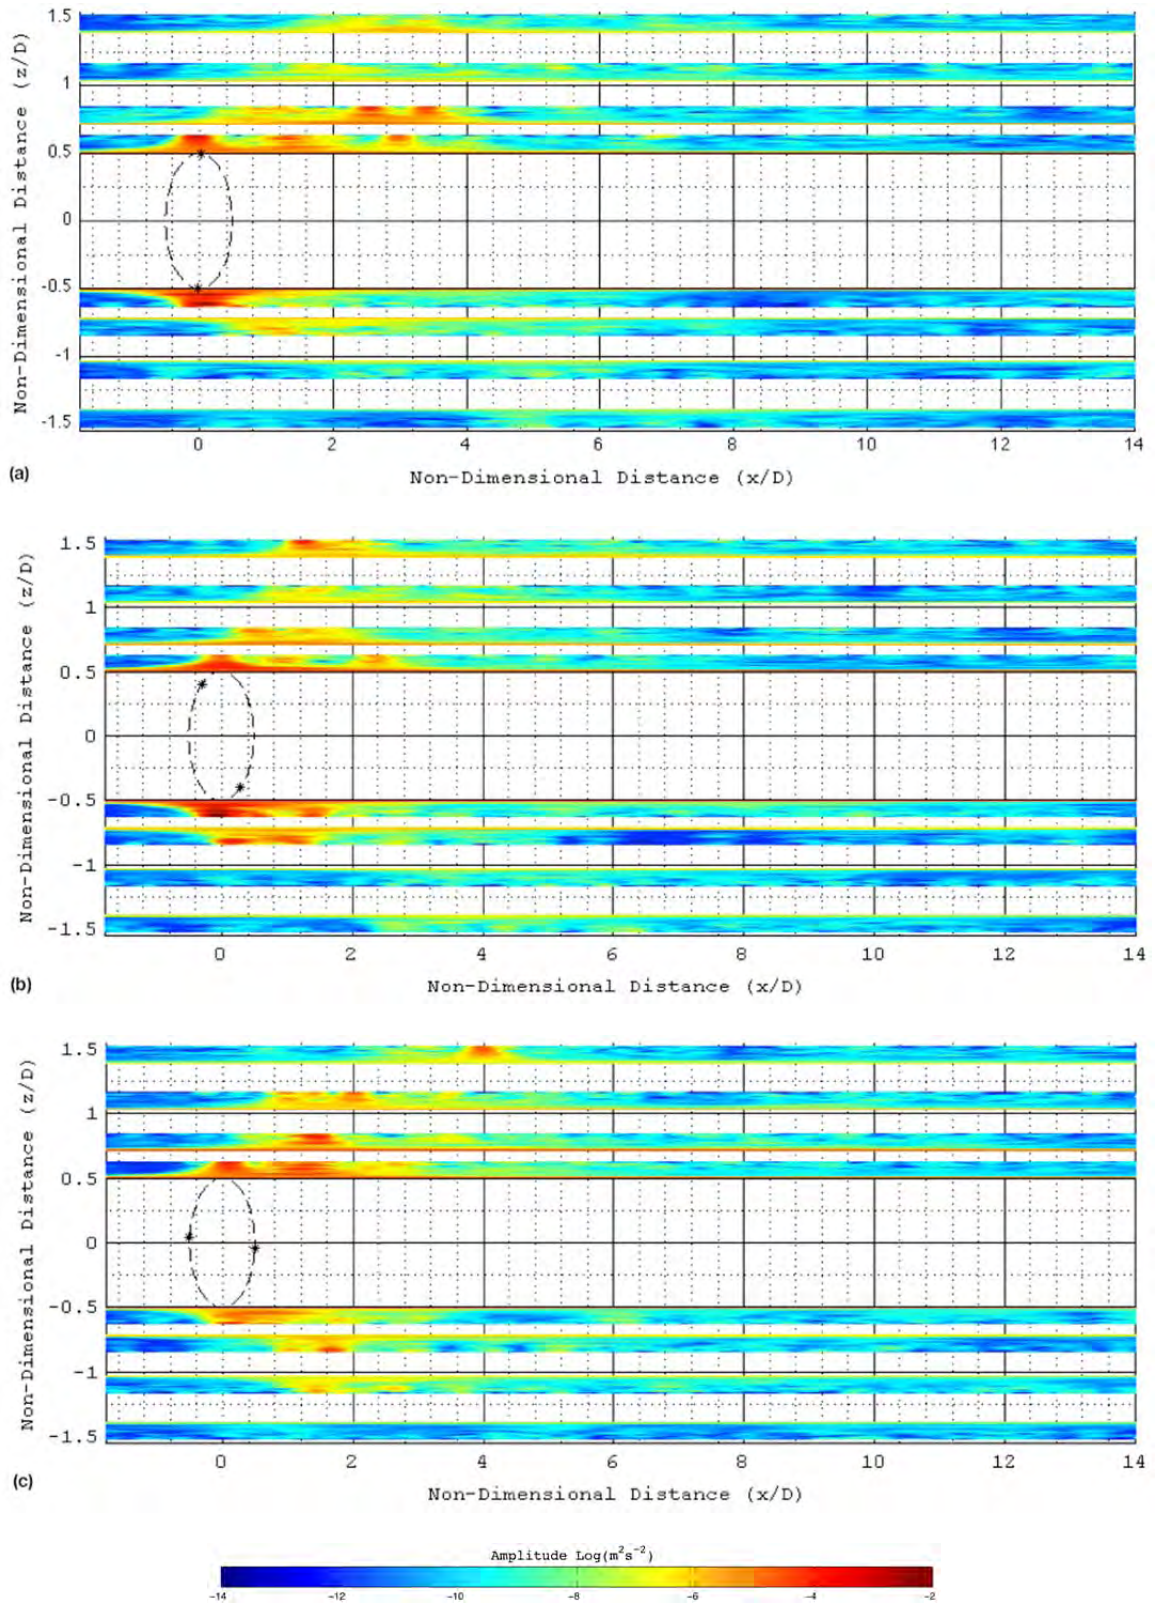 Non-Dimensional Distance (z/D)
1.5
1
0.5
0
-0.5
-1
-1.5
0 2 4 6 8 10 12 14
Non-Dimensional Distance (x/D)
(a)
Non-Dimensional Distance (z/D)
1.5
1
0.5
0
-0.5
-1
-1.5
0 2 4 6 8 10 12 14
Non-Dimensional Distance (x/D)
(b)
Non-Dimensional Distance (z/D)
1.5
1
0.5
0
-0.5
-1
-1.5
0 2 4 6 8 10 12 14
Non-Dimensional Distance (x/D)
(c)
Amplitude Log(m²s⁻²)
-14 -12 -10 -8 -6 -4 -2